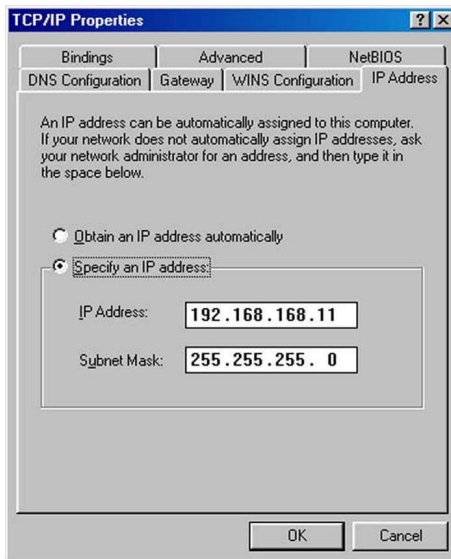 TCP/IP Properties
Bindings Advanced NetBIOS
DNS Configuration Gateway WINS Configuration IP Address
An IP address can be automatically assigned to this computer.
If your network does not automatically assign IP addresses, ask
your network administrator for an address, and then type it in
the space below.
Obtain an IP address automatically
Specify an IP address:
IP Address: 192.168.168.11
Subnet Mask: 255.255.255. 0
OK Cancel